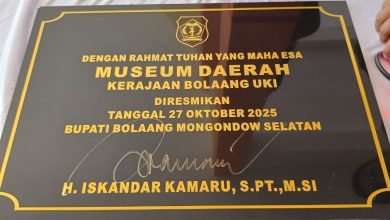 DENGAN RAHMAT TUHAN YANG MAHA ESA
MUSEUM DAERAH
KERAJAAN BOLAANG UKI
DIRESMIKAN
TANGGAL 27 OKTOBER 2025
BUPATI BOLAANG MONGONDOW SELATAN
H. ISKANDAR KAMARU, S.PT.,M.SI